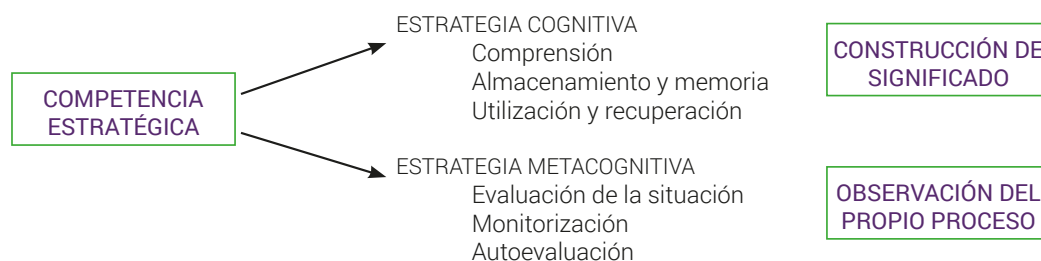 COMPETENCIA
ESTRATÉGICA
ESTRATEGIA COGNITIVA
Comprensión
Almacenamiento y memoria
Utilización y recuperación
CONSTRUCCIÓN DE
SIGNIFICADO
ESTRATEGIA METACOGNITIVA
Evaluación de la situación
Monitorización
Autoevaluación
OBSERVACIÓN DEL
PROPIO PROCESO